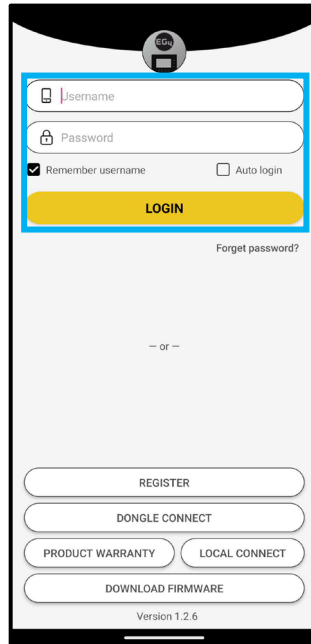 EG4
Username
Password
Remember username Auto login
LOGIN
Forget password?
— or —
REGISTER
DONGLE CONNECT
PRODUCT WARRANTY LOCAL CONNECT
DOWNLOAD FIRMWARE
Version 1.2.6